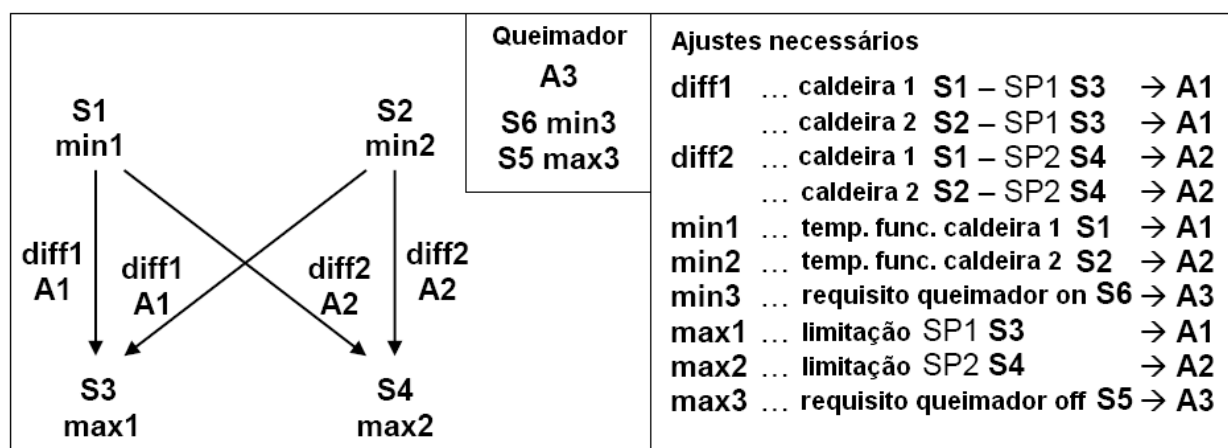 S1
min1
S2
min2
diff1
A1
diff1
A1
diff2
A2
diff2
A2
S3
max1
S4
max2
Queimador
A3
S6 min3
S5 max3
Ajustes necessários
diff1 … caldeira 1 S1 – SP1 S3 → A1
… caldeira 2 S2 – SP1 S3 → A1
diff2 … caldeira 1 S1 – SP2 S4 → A2
… caldeira 2 S2 – SP2 S4 → A2
min1 … temp. func. caldeira 1 S1 → A1
min2 … temp. func. caldeira 2 S2 → A2
min3 … requisito queimador on S6 → A3
max1 … limitação SP1 S3 → A1
max2 … limitação SP2 S4 → A2
max3 … requisito queimador off S5 → A3